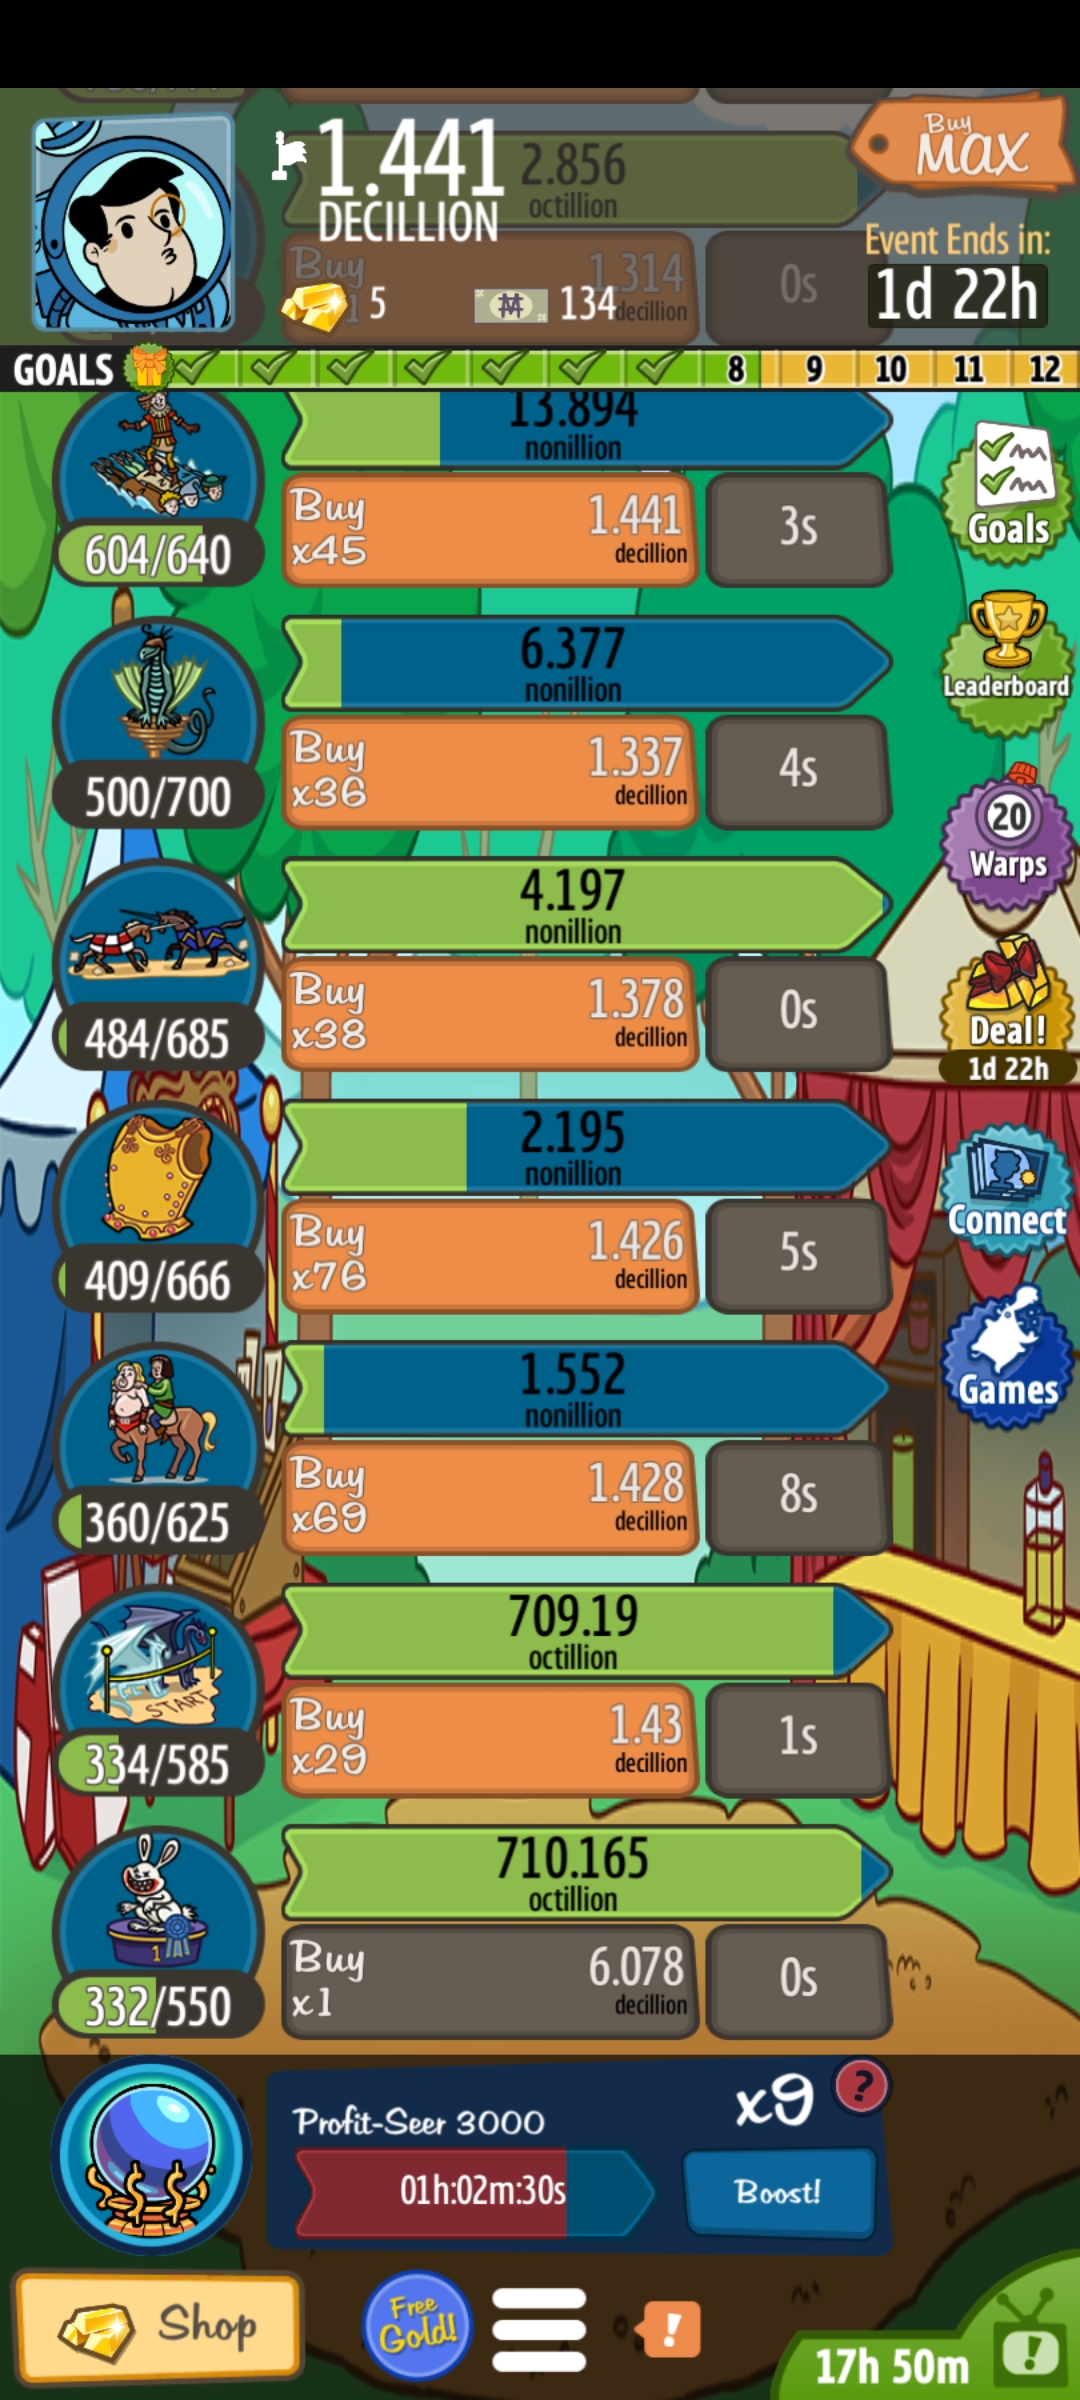 1.441
DECILLION
2.856
octillion
Buy
MAX
Event Ends in:
1d 22h
Buy
1.314
decillion
0s
5
134
GOALS 8 9 10 11 12
13.894
nonillion
604/640
Buy
x45
1.441
decillion
3s
Goals
6.377
nonillion
500/700
Buy
x36
1.337
decillion
4s
Leaderboard
20
Warps
4.197
nonillion
484/685
Buy
x38
1.378
decillion
0s
Deal!
1d 22h
2.195
nonillion
409/666
Buy
x76
1.426
decillion
5s
Connect
1.552
nonillion
360/625
Buy
x69
1.428
decillion
8s
Games
709.19
octillion
START
334/585
Buy
x29
1.43
decillion
1s
710.165
octillion
1
332/550
Buy
x1
6.078
decillion
0s
Profit-Seer 3000
x9
?
01h:02m:30s
Boost!
Shop
Free
Gold!
!
17h 50m
!